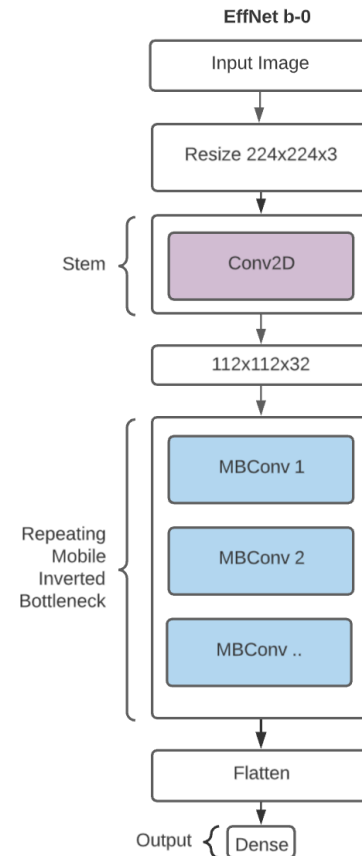 EffNet b-0
Input Image
Resize 224x224x3
Stem
Conv2D
112x112x32
MBConv 1
Repeating
Mobile
Inverted
Bottleneck
MBConv 2
MBConv ..
Flatten
Output
Dense